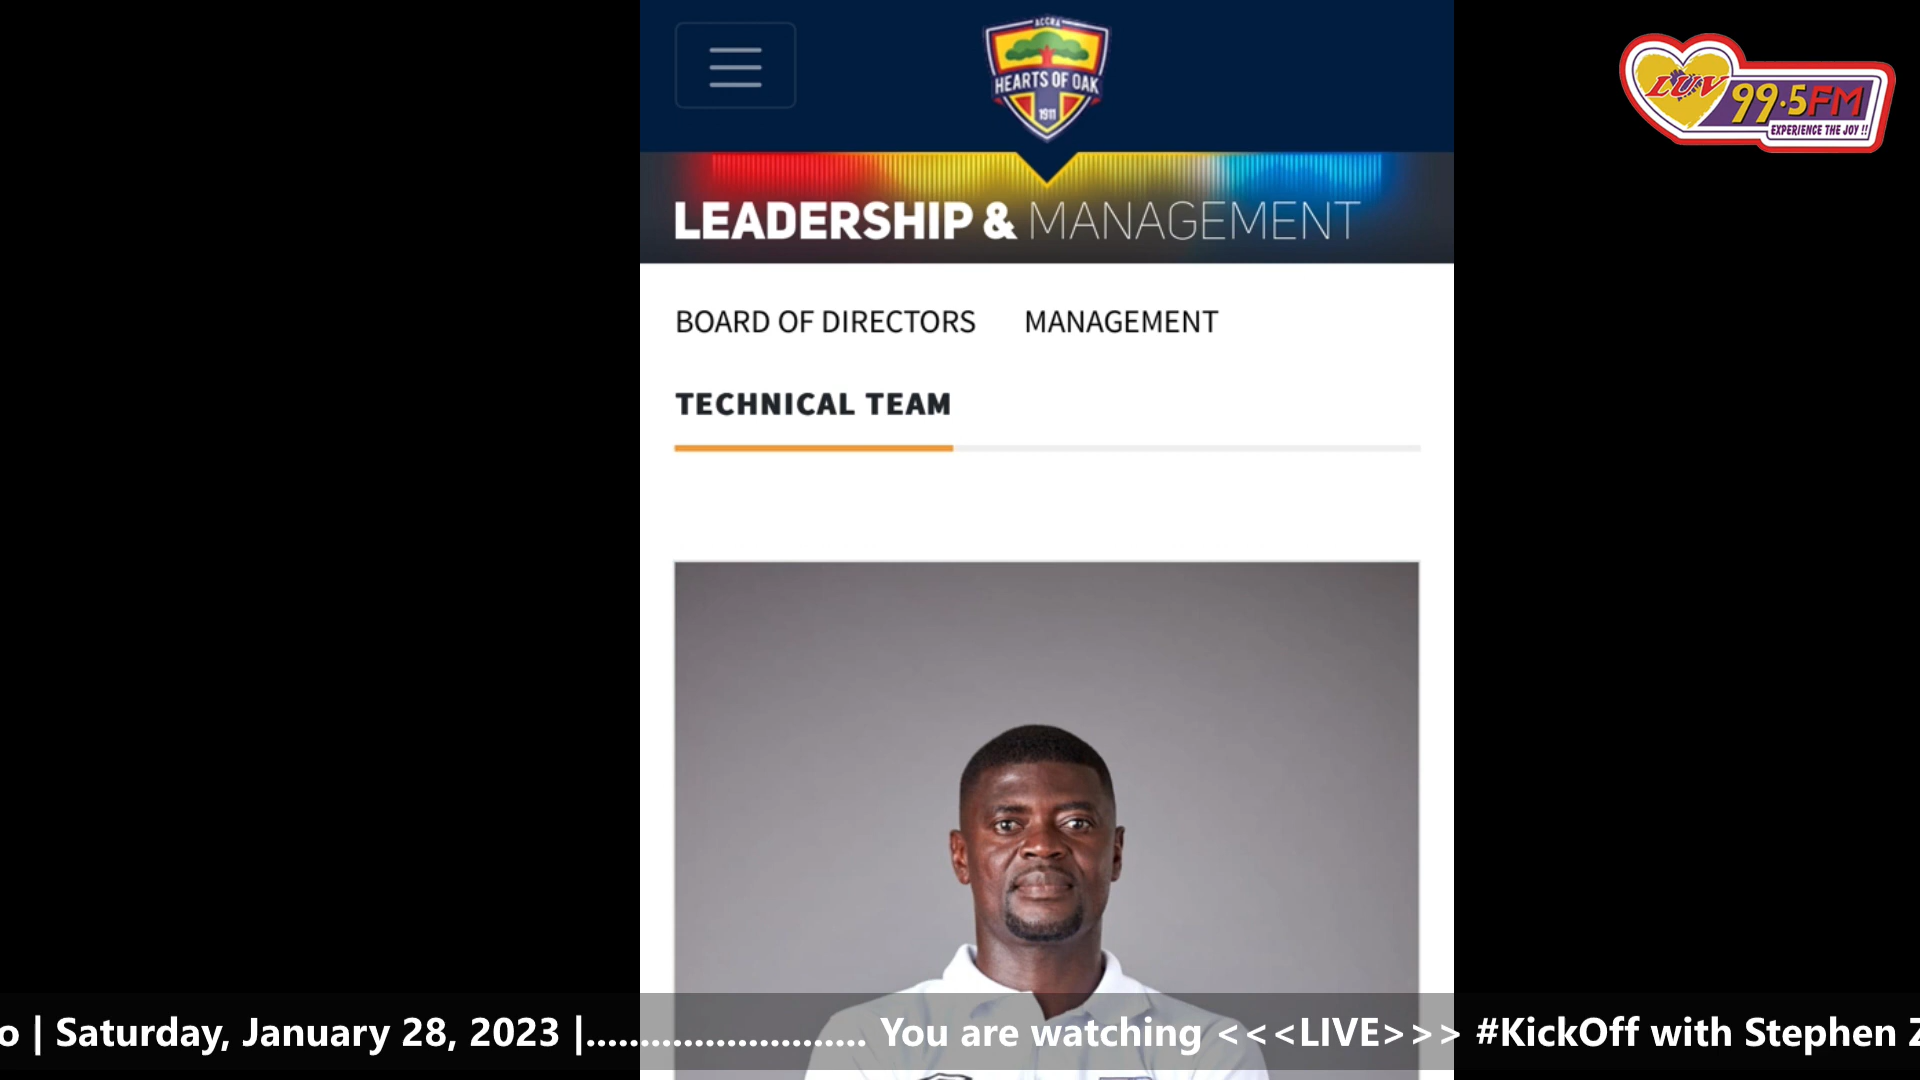 ACCRA
HEARTS OF OAK
1911
LUV 99.5FM
EXPERIENCE THE JOY !!
LEADERSHIP & MANAGEMENT
BOARD OF DIRECTORS MANAGEMENT
TECHNICAL TEAM
o | Saturday, January 28, 2023 |.......................... You are watching <<<LIVE>>> #KickOff with Stephen Z